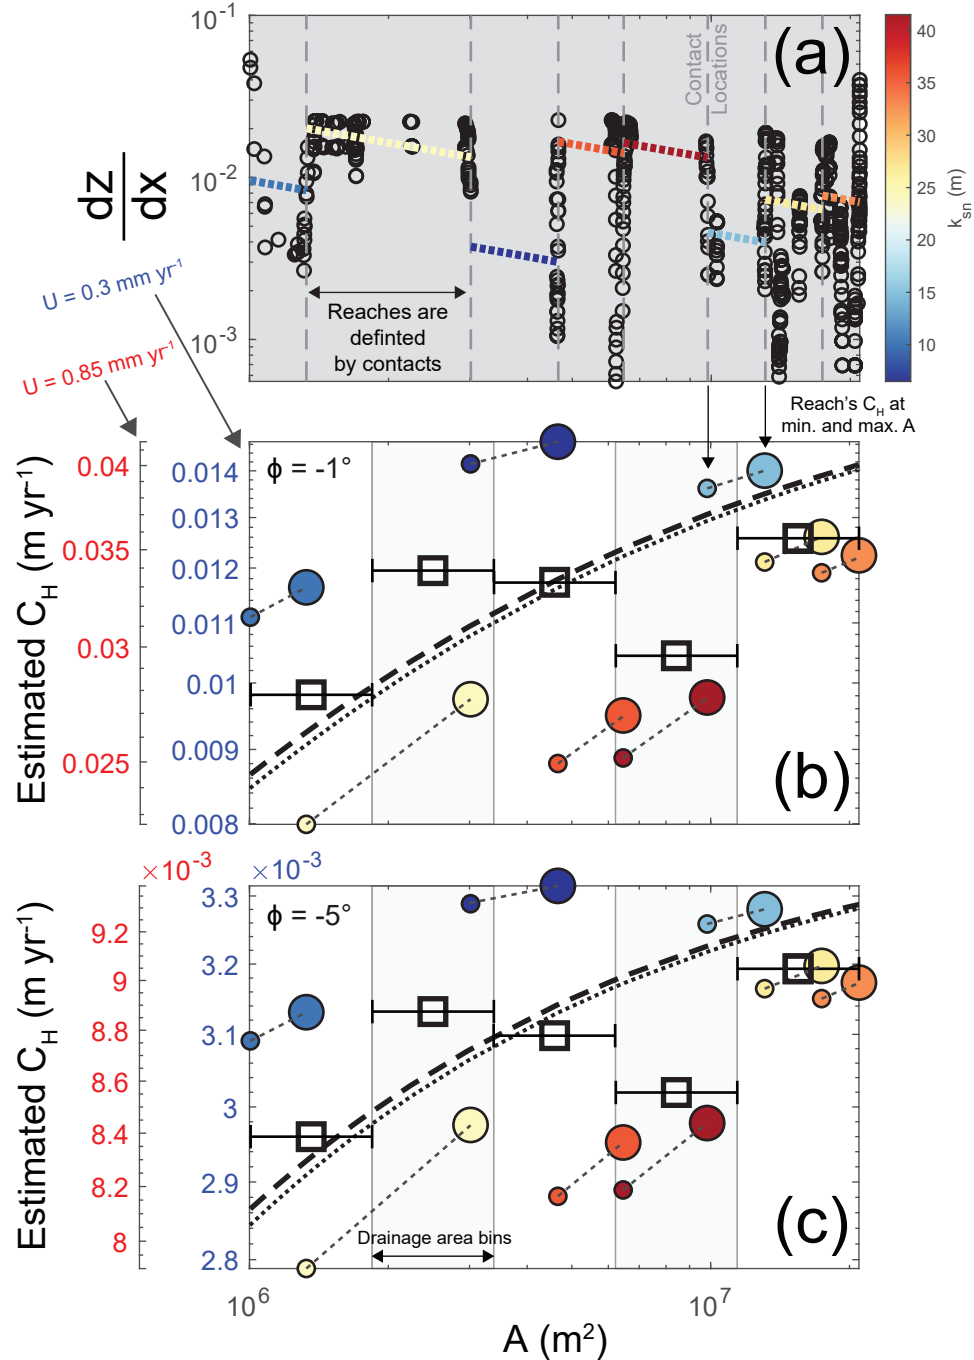 10⁻¹
10⁻²
10⁻³
dz
dx
(a)
Contact
Locations
40
35
30
25
20
15
10
k_sn (m)
U = 0.3 mm yr⁻¹
U = 0.85 mm yr⁻¹
Reaches are
definted
by contacts
Reach's C_H at
min. and max. A
Estimated C_H (m yr⁻¹)
0.04
0.035
0.03
0.025
0.014
0.013
0.012
0.011
0.01
0.009
0.008
ϕ = -1°
(b)
×10⁻³
×10⁻³
Estimated C_H (m yr⁻¹)
9.2
9
8.8
8.6
8.4
8.2
8
3.3
3.2
3.1
3
2.9
2.8
ϕ = -5°
Drainage area bins
(c)
10⁶
10⁷
A (m²)